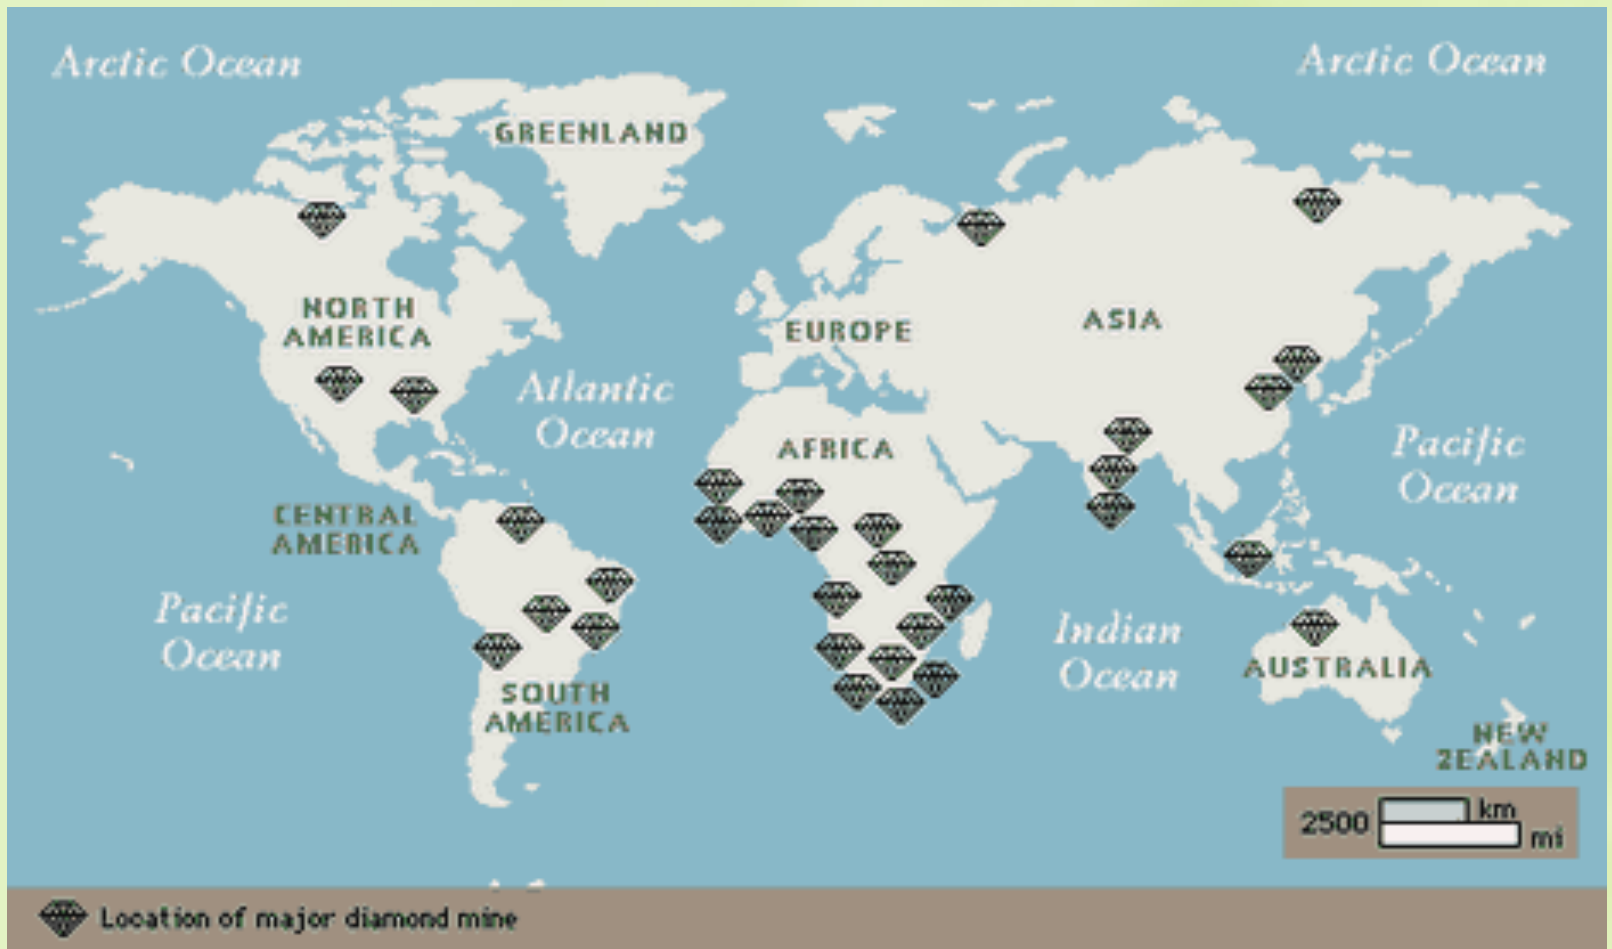 Arctic Ocean
Arctic Ocean
GREENLAND
NORTH
AMERICA
EUROPE
ASIA
Atlantic
Ocean
AFRICA
Pacific
Ocean
CENTRAL
AMERICA
Pacific
Ocean
Indian
Ocean
SOUTH
AMERICA
AUSTRALIA
NEW
ZEALAND
2500 km
mi
Location of major diamond mine